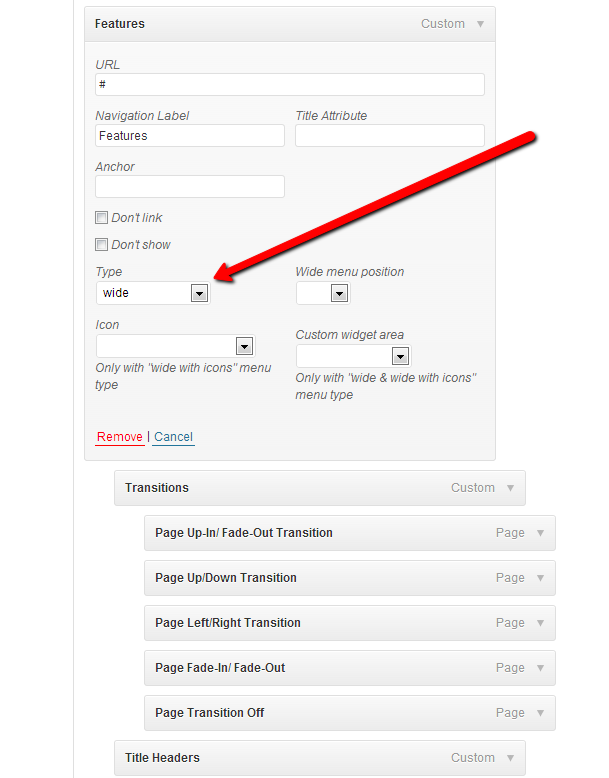 Features Custom
URL
#
Navigation Label Title Attribute
Features
Anchor
Don't link
Don't show
Type Wide menu position
wide
Icon
Custom widget area
Only with "wide with icons" menu
type
Only with "wide & wide with icons"
menu type
Remove | Cancel
Transitions Custom
Page Up-In/ Fade-Out Transition Page
Page Up/Down Transition Page
Page Left/Right Transition Page
Page Fade-In/ Fade-Out Page
Page Transition Off Page
Title Headers Custom